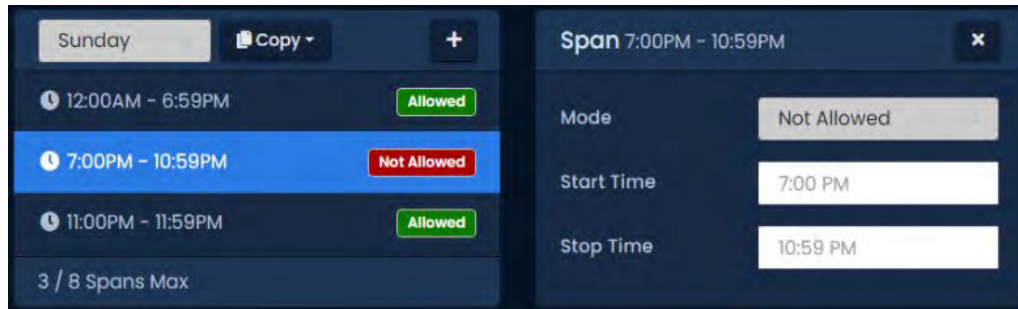 Sunday
Copy
+
12:00AM - 6:59PM
Allowed
7:00PM - 10:59PM
Not Allowed
11:00PM - 11:59PM
Allowed
3 / 8 Spans Max
Span 7:00PM - 10:59PM
×
Mode
Not Allowed
Start Time
7:00 PM
Stop Time
10:59 PM